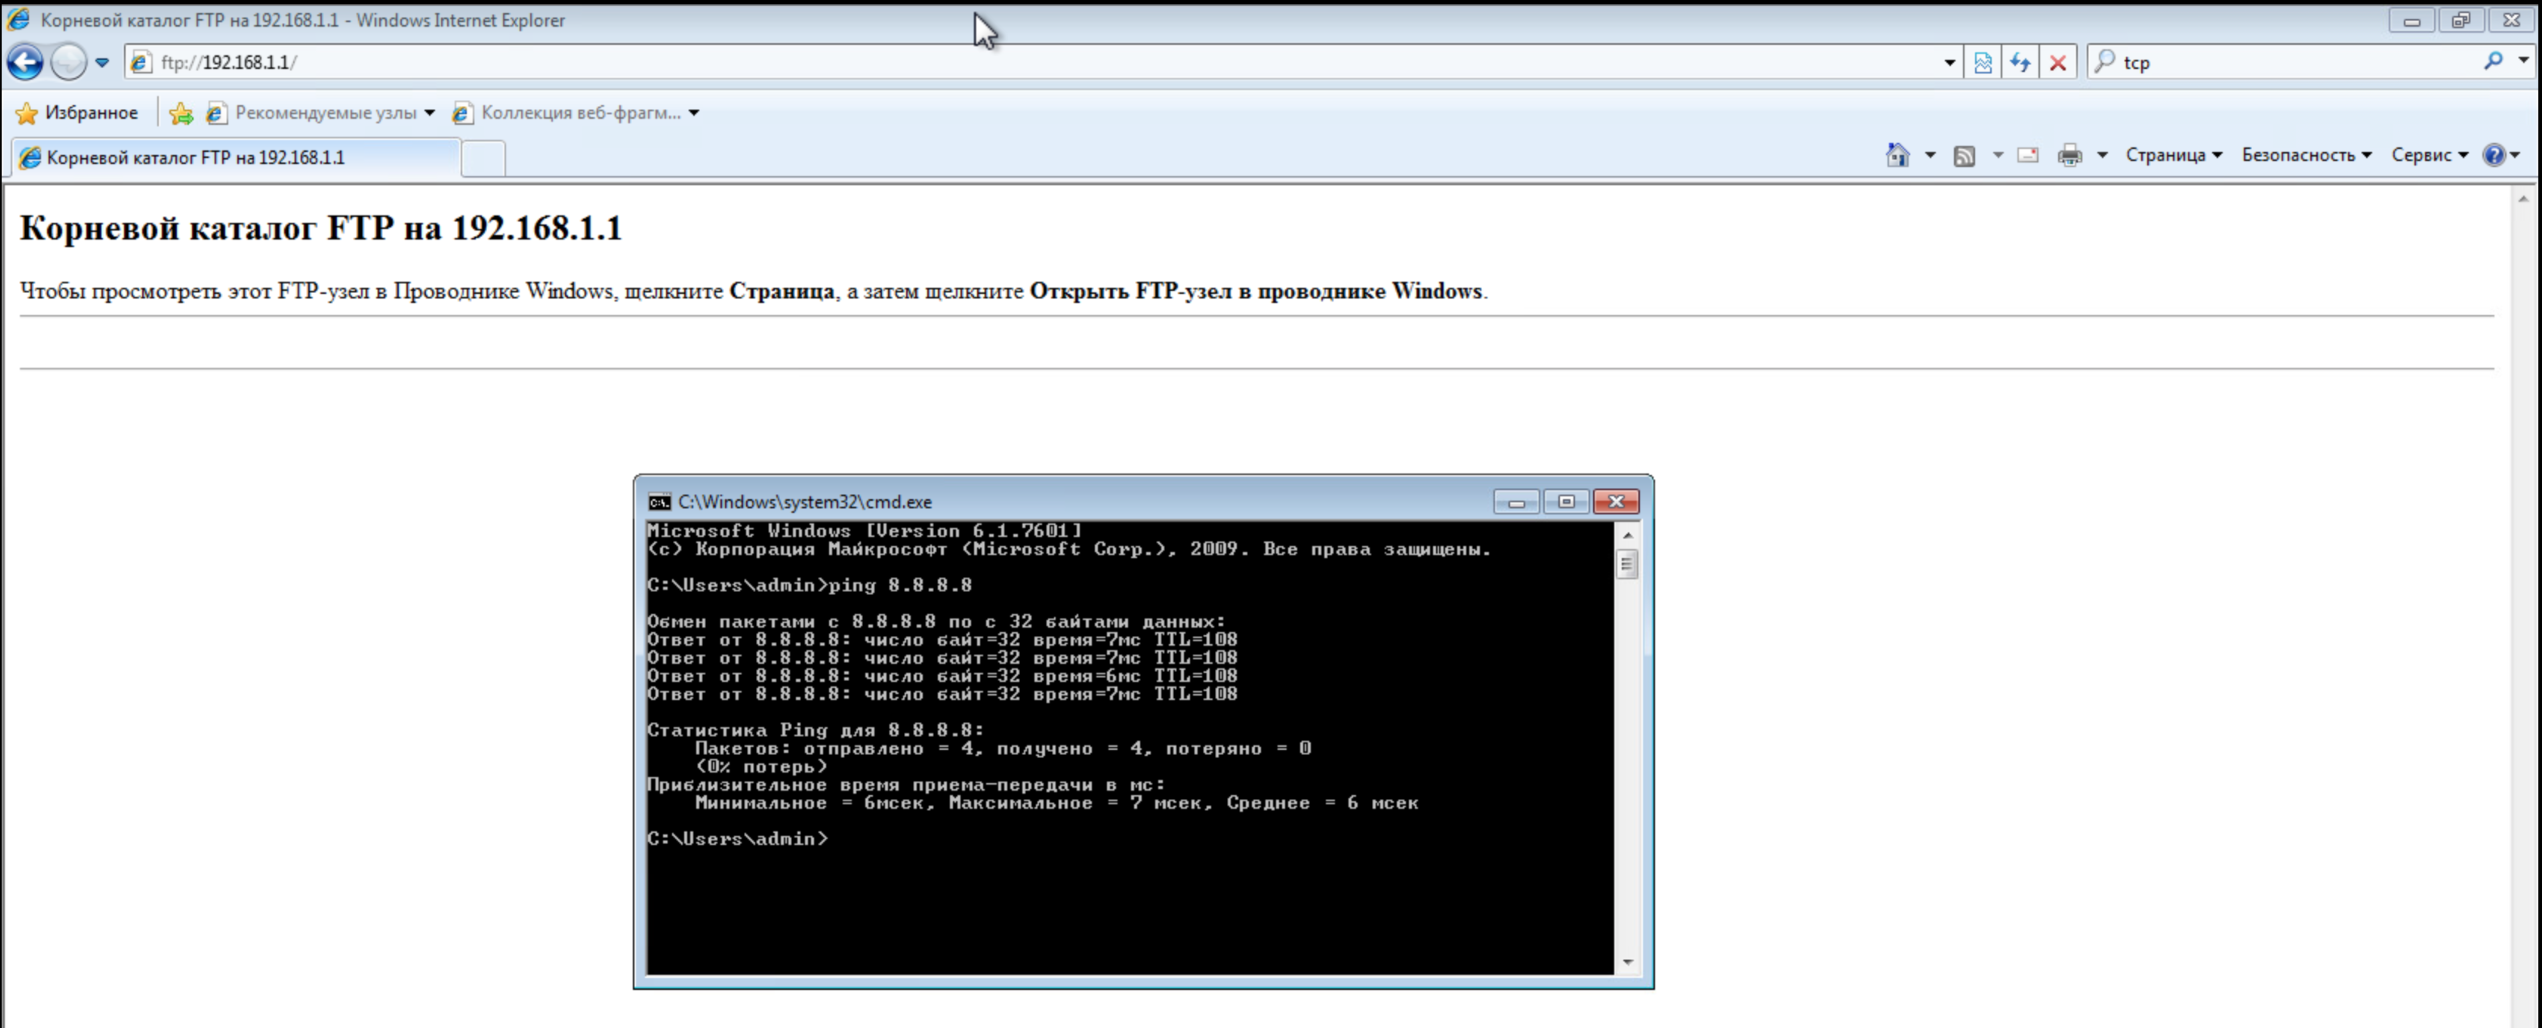 Корневой каталог FTP на 192.168.1.1 - Windows Internet Explorer
ftp://192.168.1.1/
tcp
Избранное
Рекомендуемые узлы
Коллекция веб-фрагм...
Корневой каталог FTP на 192.168.1.1
Страница
Безопасность
Сервис
Корневой каталог FTP на 192.168.1.1
Чтобы просмотреть этот FTP-узел в Проводнике Windows, щелкните Страница, а затем щелкните Открыть FTP-узел в проводнике Windows.
C:\Windows\system32\cmd.exe
Microsoft Windows [Version 6.1.7601]
(c) Корпорация Майкрософт (Microsoft Corp.), 2009. Все права защищены.
C:\Users\admin>ping 8.8.8.8
Обмен пакетами с 8.8.8.8 по с 32 байтами данных:
Ответ от 8.8.8.8: число байт=32 время=7мс TTL=108
Ответ от 8.8.8.8: число байт=32 время=7мс TTL=108
Ответ от 8.8.8.8: число байт=32 время=6мс TTL=108
Ответ от 8.8.8.8: число байт=32 время=7мс TTL=108
Статистика Ping для 8.8.8.8:
Пакетов: отправлено = 4, получено = 4, потеряно = 0
(0% потерь)
Приблизительное время приема-передачи в мс:
Минимальное = 6мсек, Максимальное = 7 мсек, Среднее = 6 мсек
C:\Users\admin>